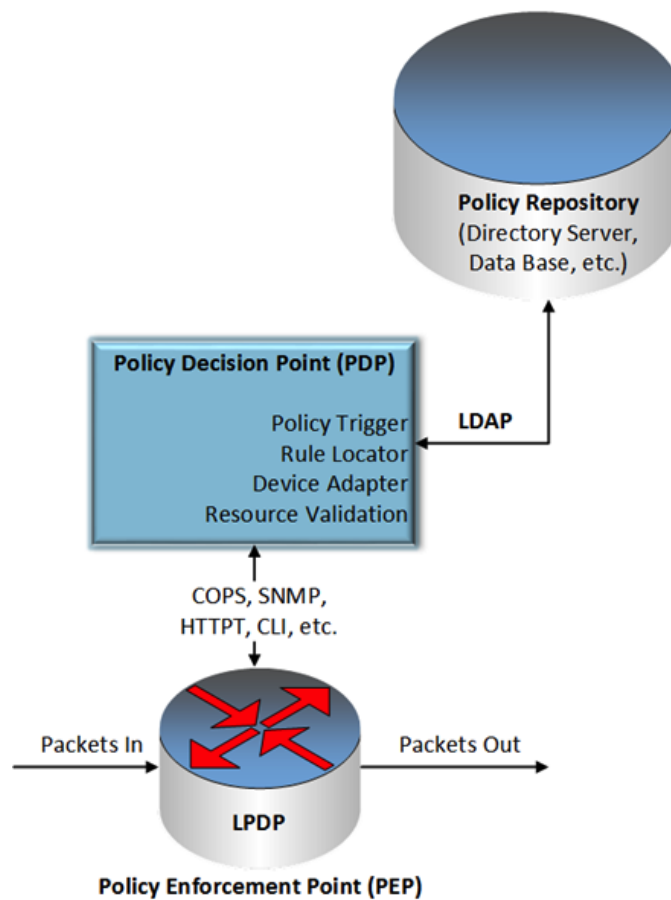 Policy Repository
(Directory Server,
Data Base, etc.)
Policy Decision Point (PDP)
Policy Trigger
Rule Locator
Device Adapter
Resource Validation
LDAP
COPS, SNMP,
HTTPT, CLI, etc.
Packets In
Packets Out
LPDP
Policy Enforcement Point (PEP)